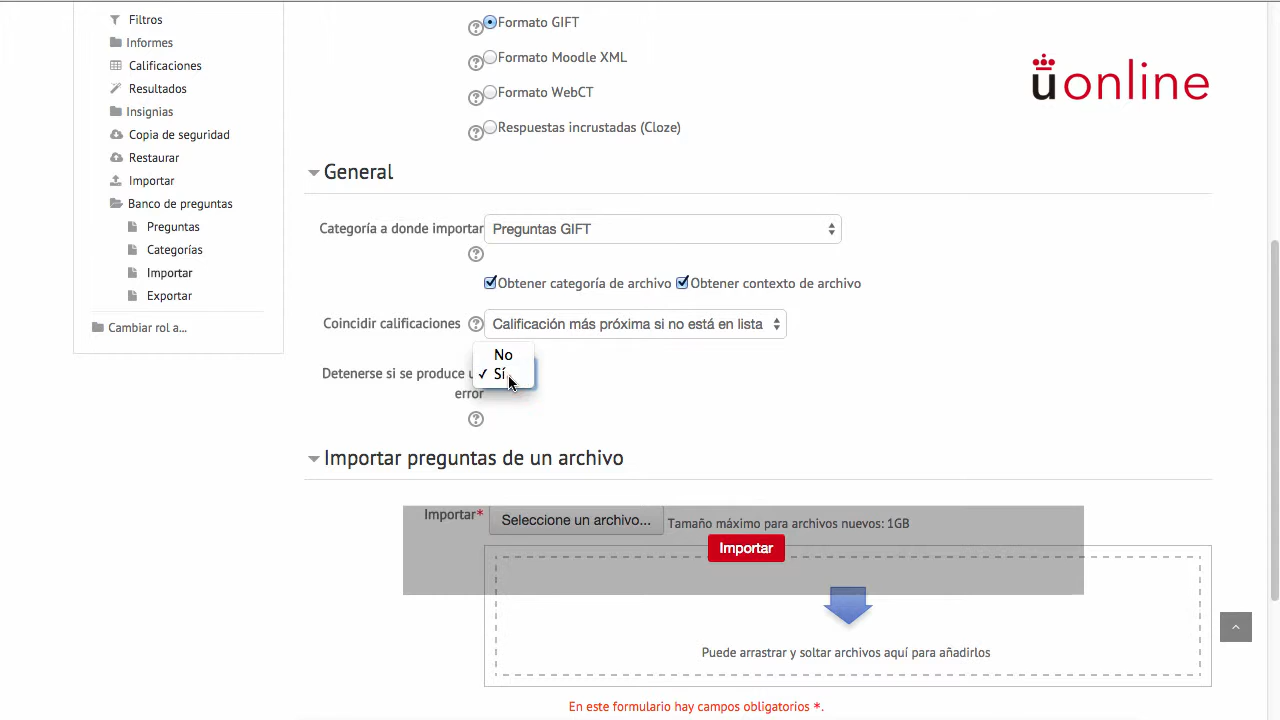 Filtros
Informes
Calificaciones
Resultados
Insignias
Copia de seguridad
Restaurar
Importar
Banco de preguntas
Preguntas
Categorías
Importar
Exportar
Cambiar rol a...
Formato GIFT
Formato Moodle XML
Formato WebCT
Respuestas incrustadas (Cloze)
uonline
General
Categoría a donde importar Preguntas GIFT
Obtener categoría de archivo Obtener contexto de archivo
Coincidir calificaciones Calificación más próxima si no está en lista
No
Detenerse si se produce u ✓ Sí
error
Importar preguntas de un archivo
Importar* Seleccione un archivo... Tamaño máximo para archivos nuevos: 1GB
Importar
Puede arrastrar y soltar archivos aquí para añadirlos
En este formulario hay campos obligatorios *.